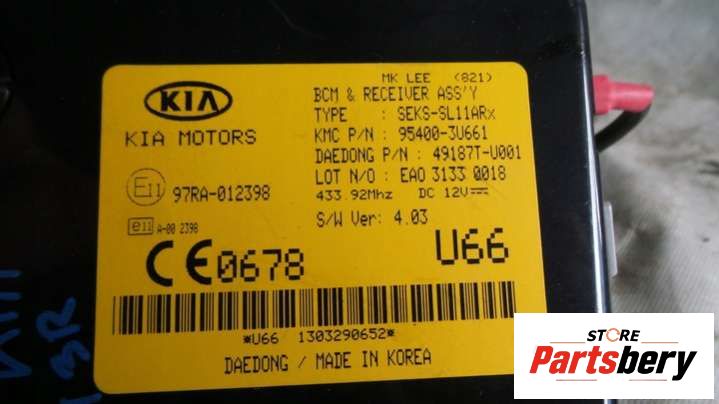 MK LEE (821)
KIA
KIA MOTORS
BCM & RECEIVER ASS'Y
TYPE : SEKS-SL11ARx
KMC P/N : 95400-3U661
DAEDONG P/N : 49187T-U001
LOT N/O : EAO 3133 0018
433.92Mhz DC 12V
S/W Ver: 4.03
E11 97RA-012398
e11 A-00 2398
CE0678
U66
*U66 1303290652*
DAEDONG / MADE IN KOREA
STORE
Partsbery